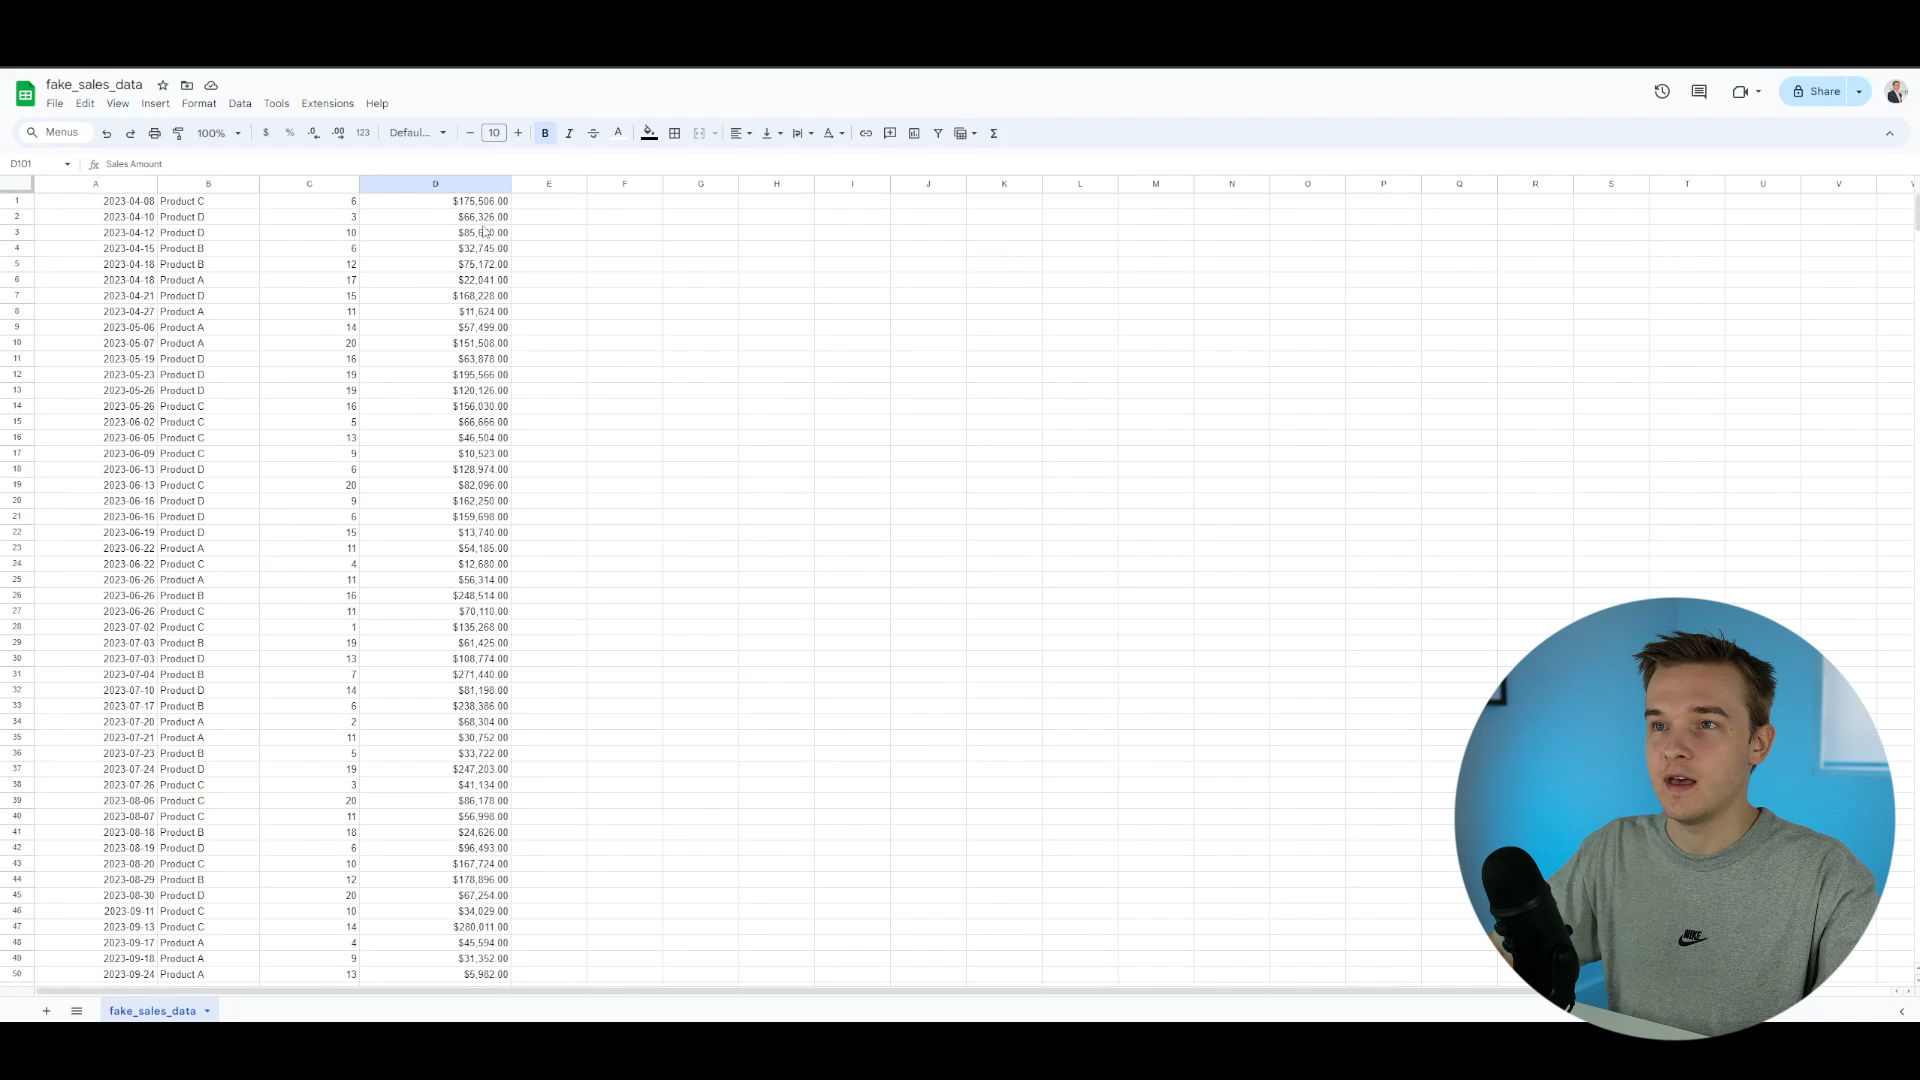 fake_sales_data
File Edit View Insert Format Data Tools Extensions Help
Share
Menus 100% $ % .0 .00 123 Defaul... − 10 + B I S A Σ
D101 fx Sales Amount
A B C D E F G H I J K L M N O P Q R S T U V
1 2023-04-08 Product C 6 $175,506.00
2 2023-04-10 Product D 3 $66,326.00
3 2023-04-12 Product D 10
4 2023-04-15 Product B 6 $32,745.00
5 2023-04-18 Product B 12 $75,172.00
6 2023-04-18 Product A 17 $22,041.00
7 2023-04-21 Product D 15 $168,228.00
8 2023-04-27 Product A 11 $11,624.00
9 2023-05-06 Product A 14 $57,499.00
10 2023-05-07 Product A 20 $151,508.00
11 2023-05-19 Product D 16 $63,878.00
12 2023-05-23 Product D 19 $195,566.00
13 2023-05-26 Product D 19 $120,126.00
14 2023-05-26 Product C 16 $156,030.00
15 2023-06-02 Product C 5 $66,666.00
16 2023-06-05 Product C 13 $46,504.00
17 2023-06-09 Product C 9 $10,523.00
18 2023-06-13 Product D 6 $128,974.00
19 2023-06-13 Product C 20 $82,096.00
20 2023-06-16 Product D 9 $162,250.00
21 2023-06-16 Product D 6 $159,698.00
22 2023-06-19 Product D 15 $13,740.00
23 2023-06-22 Product A 11 $54,185.00
24 2023-06-22 Product C 4 $12,680.00
25 2023-06-26 Product A 11 $56,314.00
26 2023-06-26 Product B 16 $248,514.00
27 2023-06-26 Product C 11 $70,110.00
28 2023-07-02 Product C 1 $135,268.00
29 2023-07-03 Product B 19 $61,425.00
30 2023-07-03 Product D 13 $108,774.00
31 2023-07-04 Product B 7 $271,440.00
32 2023-07-10 Product D 14 $81,198.00
33 2023-07-17 Product B 6 $238,386.00
34 2023-07-20 Product A 2 $68,304.00
35 2023-07-21 Product A 11 $30,752.00
36 2023-07-23 Product B 5 $33,722.00
37 2023-07-24 Product D 19 $247,203.00
38 2023-07-26 Product C 3 $41,134.00
39 2023-08-06 Product C 20 $86,178.00
40 2023-08-07 Product C 11 $56,998.00
41 2023-08-18 Product B 18 $24,626.00
42 2023-08-19 Product D 6 $96,493.00
43 2023-08-20 Product C 10 $167,724.00
44 2023-08-29 Product B 12 $178,896.00
45 2023-08-30 Product D 20 $67,254.00
46 2023-09-11 Product C 10 $34,029.00
47 2023-09-13 Product C 14 $280,011.00
48 2023-09-17 Product A 4 $45,594.00
49 2023-09-18 Product A 9 $31,352.00
50 2023-09-24 Product A 13 $5,982.00
NIKE
fake_sales_data